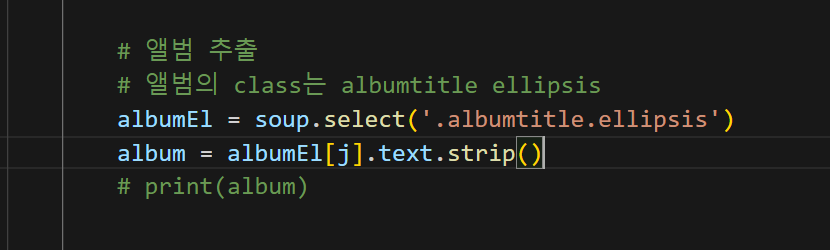 # 앨범 추출
# 앨범의 class는 albumtitle ellipsis
albumEl = soup.select('.albumtitle.ellipsis')
album = albumEl[j].text.strip()
# print(album)